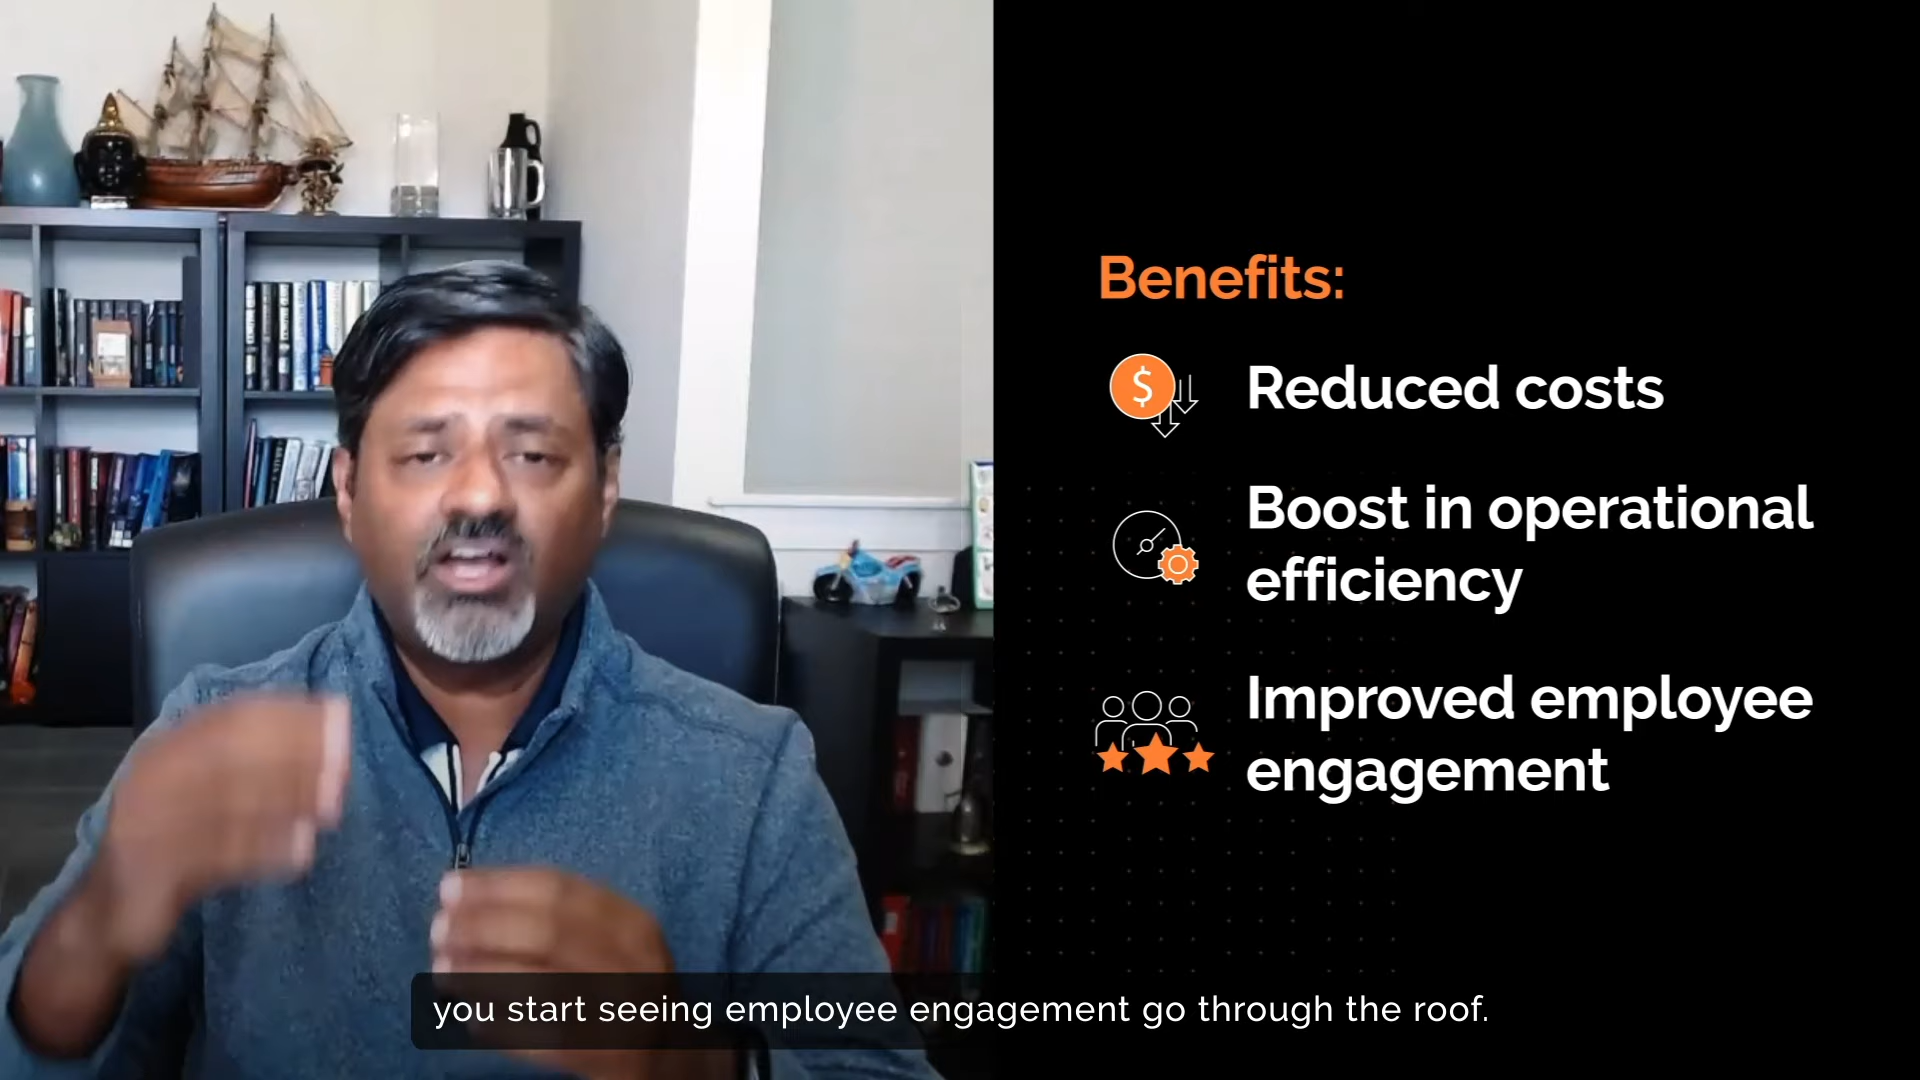 Benefits:
$
Reduced costs
Boost in operational
efficiency
Improved employee
engagement
you start seeing employee engagement go through the roof.